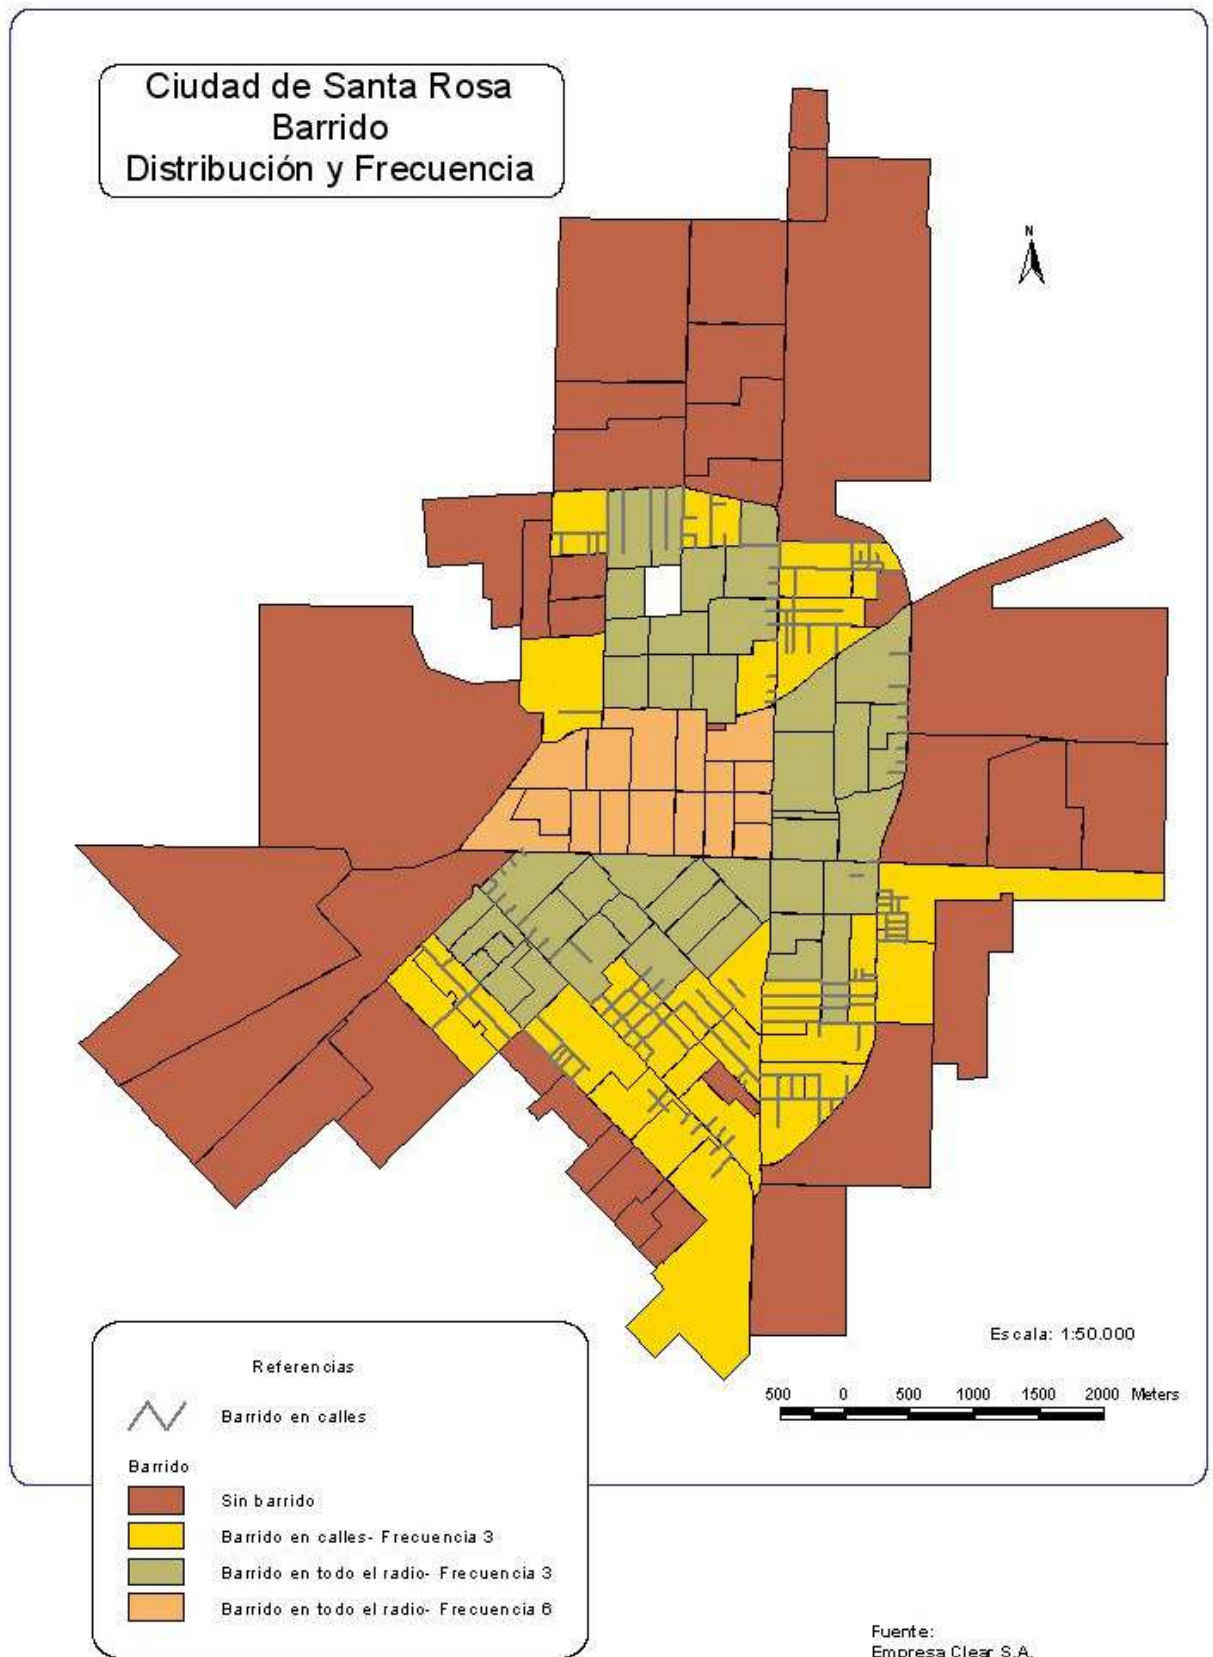 Ciudad de Santa Rosa
Barrido
Distribución y Frecuencia
N
Escala: 1:50.000
500 0 500 1000 1500 2000 Meters
Referencias
Barrido en calles
Barrido
Sin barrido
Barrido en calles- Frecuencia 3
Barrido en todo el radio- Frecuencia 3
Barrido en todo el radio- Frecuencia 6
Fuente:
Empresa Clear S.A.